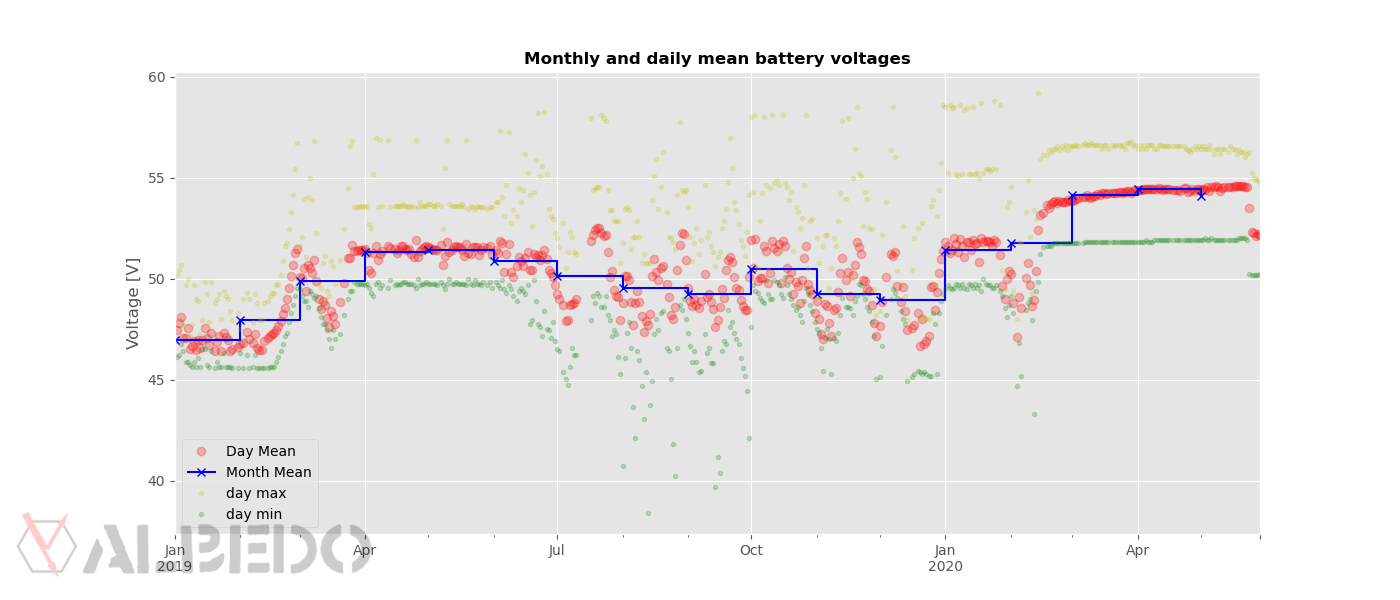 Monthly and daily mean battery voltages
60
55
50
45
40
Voltage [V]
Day Mean
Month Mean
day max
day min
Jan
2019
Apr
Jul
Oct
Jan
2020
Apr
ALBEDO